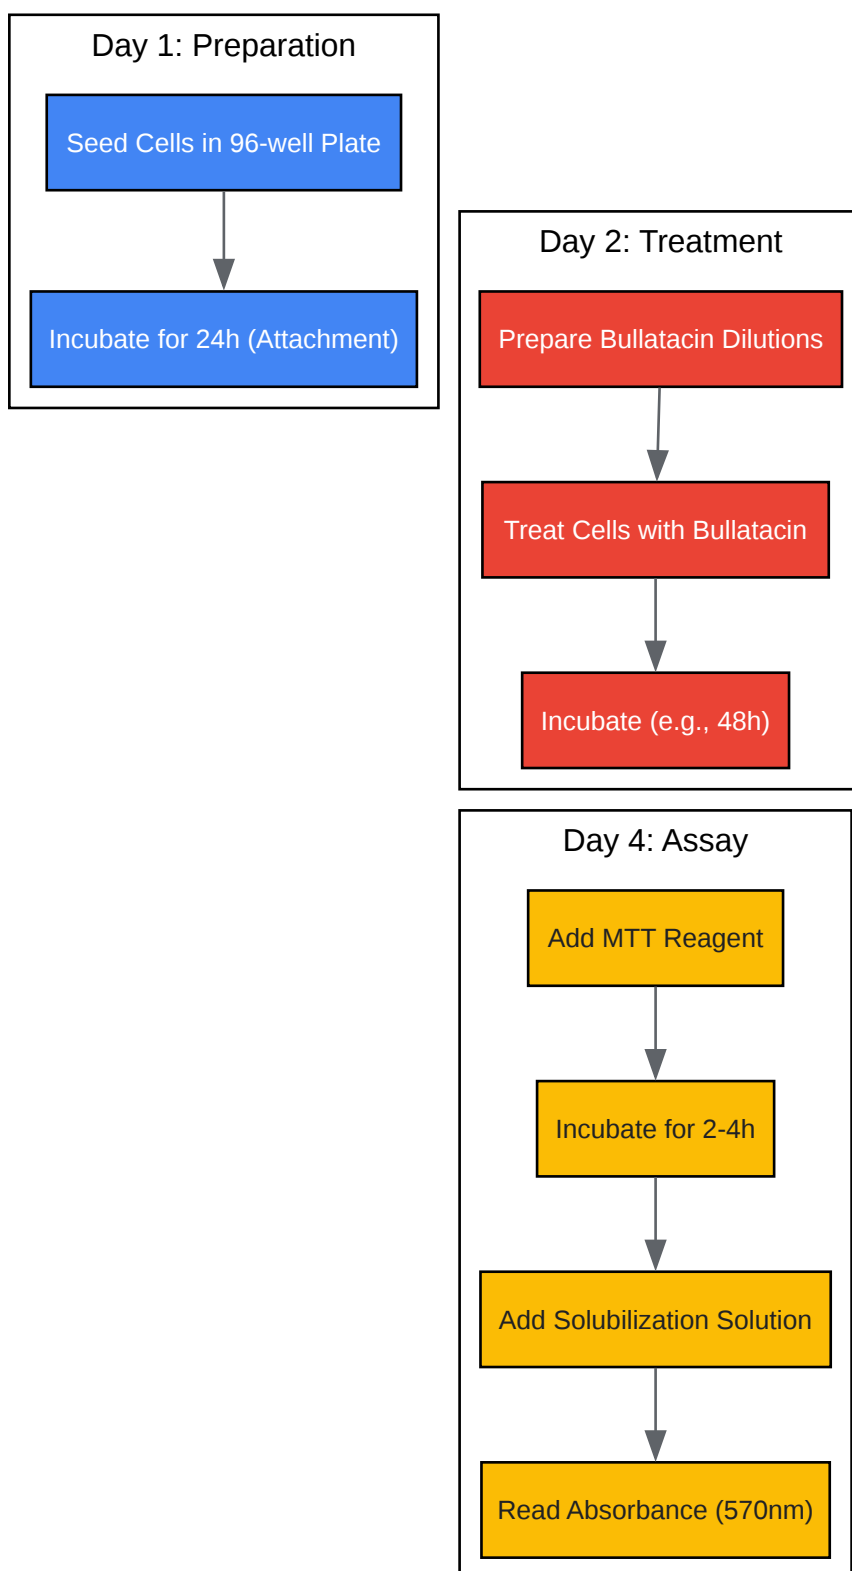 Day 1: Preparation
Seed Cells in 96-well Plate
Incubate for 24h (Attachment)
Day 2: Treatment
Prepare Bullatacin Dilutions
Treat Cells with Bullatacin
Incubate (e.g., 48h)
Day 4: Assay
Add MTT Reagent
Incubate for 2-4h
Add Solubilization Solution
Read Absorbance (570nm)